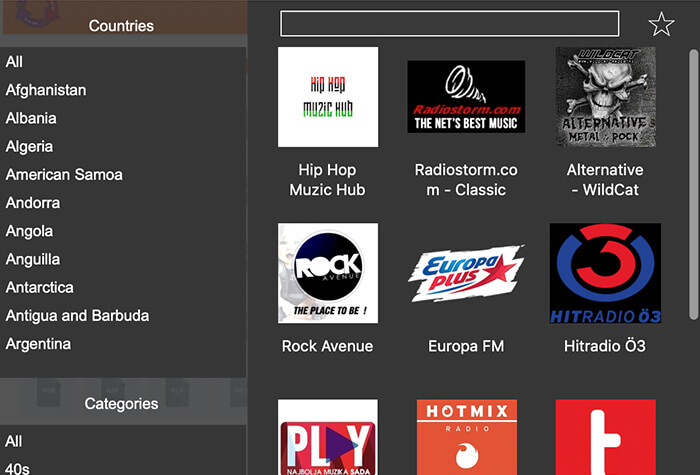 Countries
All
Afghanistan
Albania
Algeria
American Samoa
Andorra
Angola
Anguilla
Antarctica
Antigua and Barbuda
Argentina
Categories
All
40s
HIP HOP
MUZIC HUB
Hip Hop
Muzic Hub
Radiostorm.com
THE NET'S BEST MUSIC
Radiostorm.co
m - Classic
WILDCAT
ALTERNATIVE
METAL & ROCK
Alternative
- WildCat
ROCK
AVENUE
THE PLACE TO BE !
Rock Avenue
Европа
plus
Europa FM
3
HITRADIO Ö3
Hitradio Ö3
PLAY
NAJBOLJA MUZIKA SADA
HOTMIX
RADIO
t